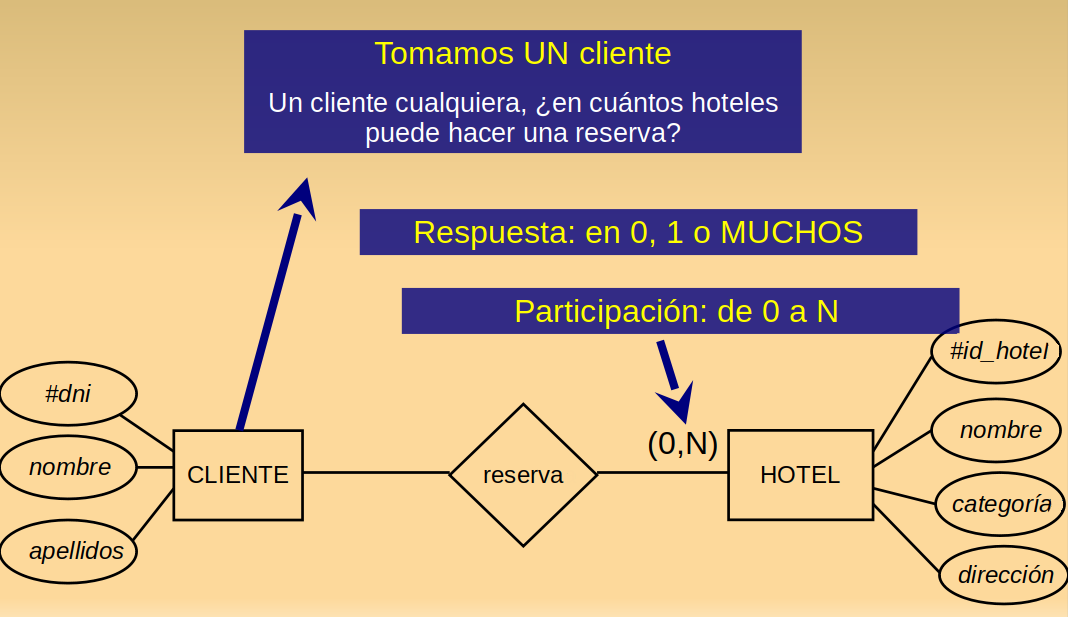 Tomamos UN cliente
Un cliente cualquiera, ¿en cuántos hoteles
puede hacer una reserva?
Respuesta: en 0, 1 o MUCHOS
Participación: de 0 a N
#dni
nombre
apellidos
CLIENTE
reserva
(0,N)
HOTEL
#id_hotel
nombre
categoría
dirección